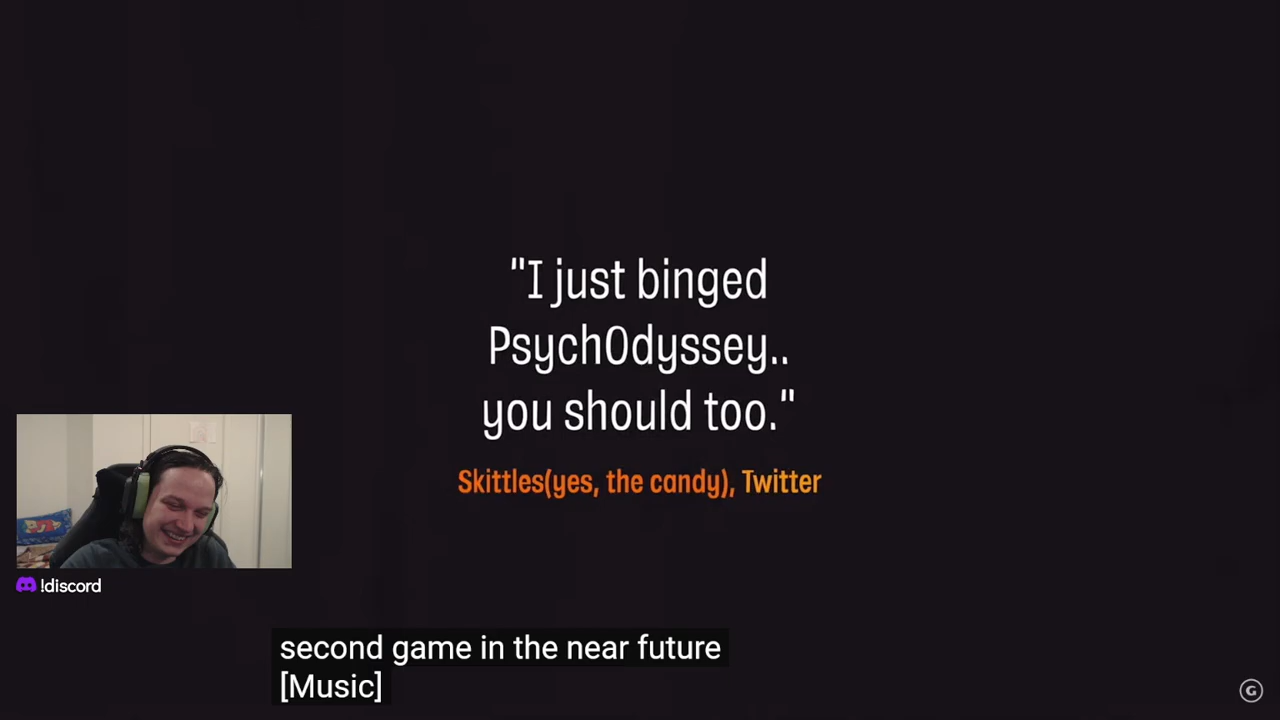 "I just binged
PsychOdyssey..
you should too."
Skittles(yes, the candy), Twitter
!discord
second game in the near future
[Music]
G